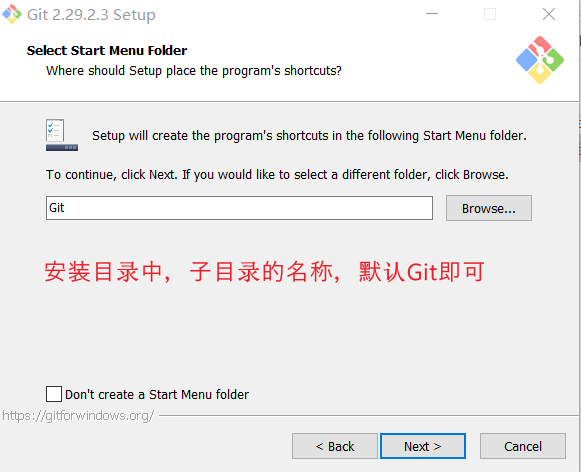 Git 2.29.2.3 Setup
Select Start Menu Folder
Where should Setup place the program's shortcuts?
Setup will create the program's shortcuts in the following Start Menu folder.
To continue, click Next. If you would like to select a different folder, click Browse.
Git
Browse...
安装目录中，子目录的名称，默认Git即可
Don't create a Start Menu folder
https://gitforwindows.org/
< Back
Next >
Cancel